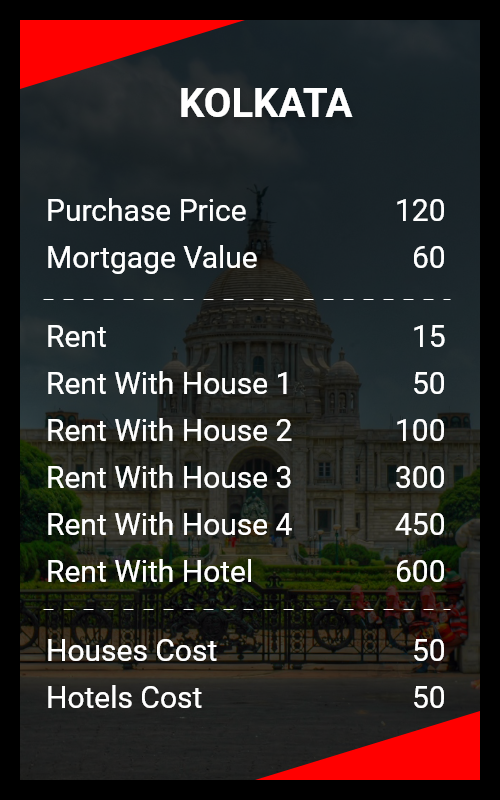 KOLKATA
Purchase Price 120
Mortgage Value 60
Rent 15
Rent With House 1 50
Rent With House 2 100
Rent With House 3 300
Rent With House 4 450
Rent With Hotel 600
Houses Cost 50
Hotels Cost 50